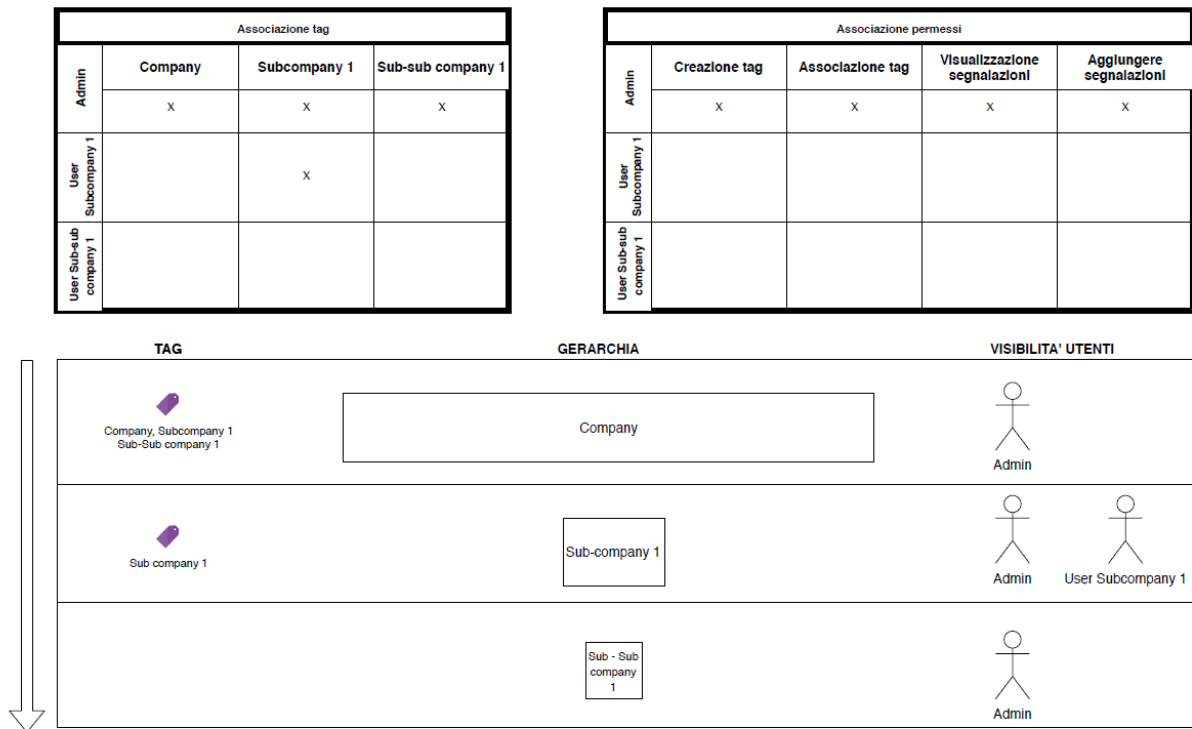 Associazione tag
Admin
Company
Subcompany 1
Sub-sub company 1
X
X
X
User
Subcompany 1
X
User Sub-sub
company 1
Associazione permessi
Admin
Creazione tag
Associazione tag
Visualizzazione
segnalazioni
Aggiungere
segnalazioni
X
X
X
X
User
Subcompany 1
User Sub-sub
company 1
TAG
GERARCHIA
VISIBILITA' UTENTI
Company, Subcompany 1
Sub-Sub company 1
Company
Admin
Sub company 1
Sub-company 1
Admin
User Subcompany 1
Sub - Sub
company
1
Admin